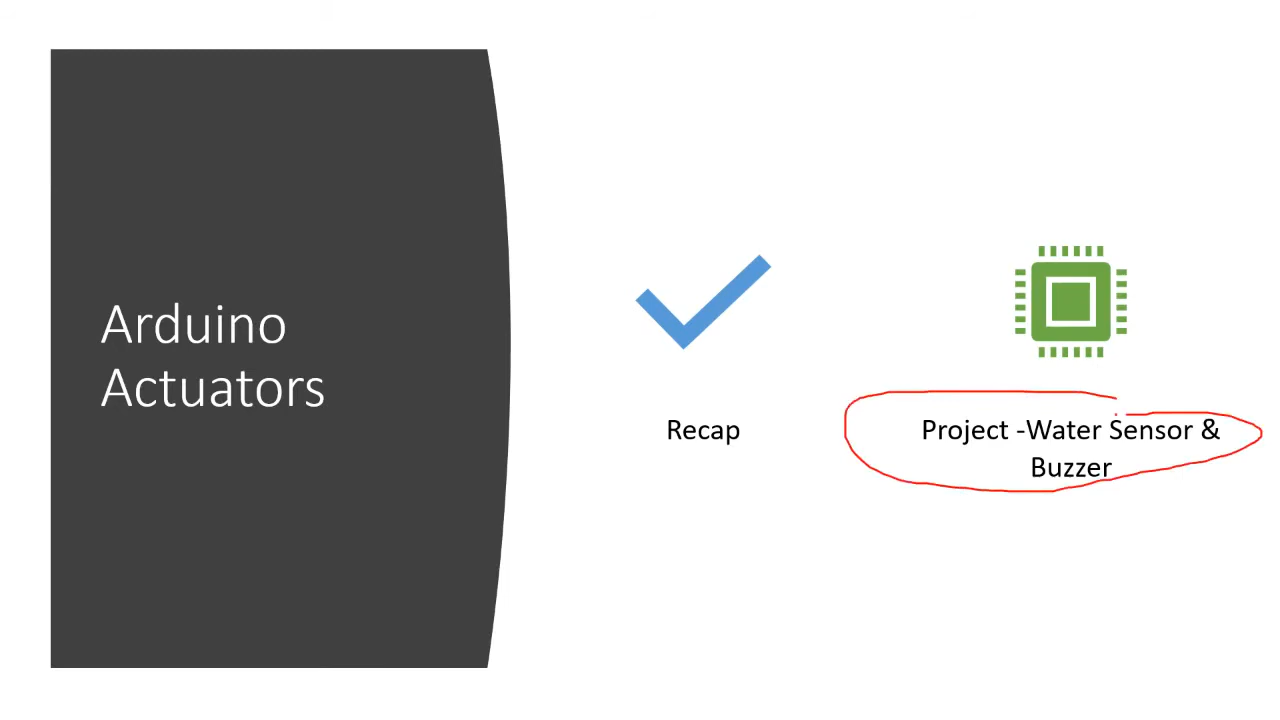 Arduino
Actuators
Recap
Project -Water Sensor &
Buzzer